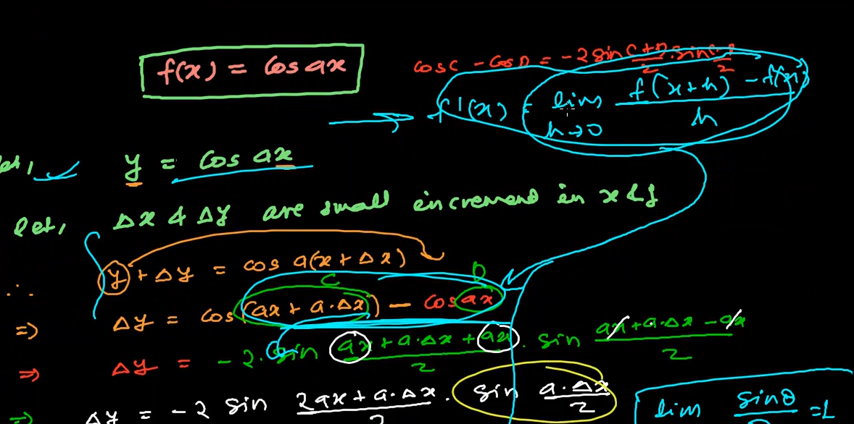 f(x) = cos ax
cos C - cos D = -2 sin C+D/2 . sin C-D/2
f'(x) = lim h→0 f(x+h) - f(x) / h
let, y = cos ax
let, Δx & Δy are small increment in x & y
∴ y + Δy = cos a(x + Δx)
C D
⇒ Δy = cos (ax + a.Δx) - cos ax
⇒ Δy = -2. sin ax + a.Δx + ax / 2 . sin ax + a.Δx - ax / 2
⇒ Δy = -2 sin 2ax + a.Δx / 2 . sin a.Δx / 2
lim sinθ / θ = 1